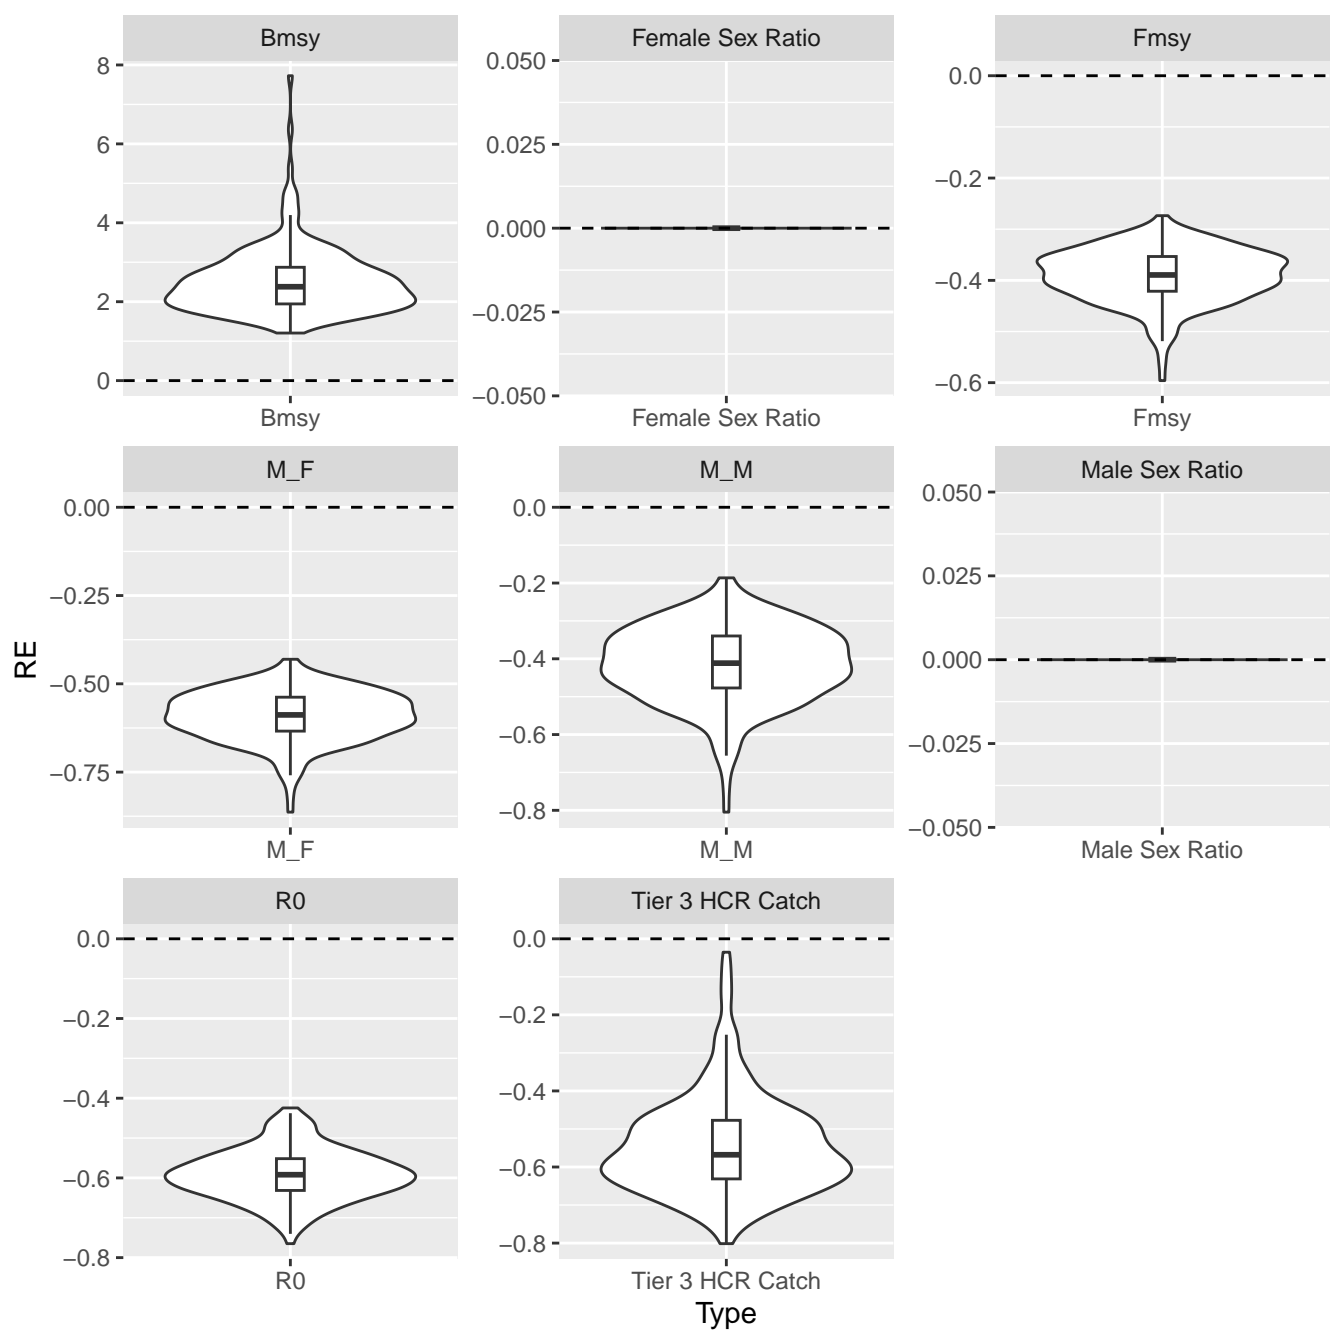 Bmsy
Female Sex Ratio
Fmsy
8
6
4
2
0
0.050
0.025
0.000
−0.025
−0.050
0.0
−0.2
−0.4
−0.6
Bmsy
Female Sex Ratio
Fmsy
M_F
M_M
Male Sex Ratio
0.00
−0.25
−0.50
−0.75
0.0
−0.2
−0.4
−0.6
−0.8
0.050
0.025
0.000
−0.025
−0.050
M_F
M_M
Male Sex Ratio
RE
R0
Tier 3 HCR Catch
0.0
−0.2
−0.4
−0.6
−0.8
0.0
−0.2
−0.4
−0.6
−0.8
R0
Tier 3 HCR Catch
Type